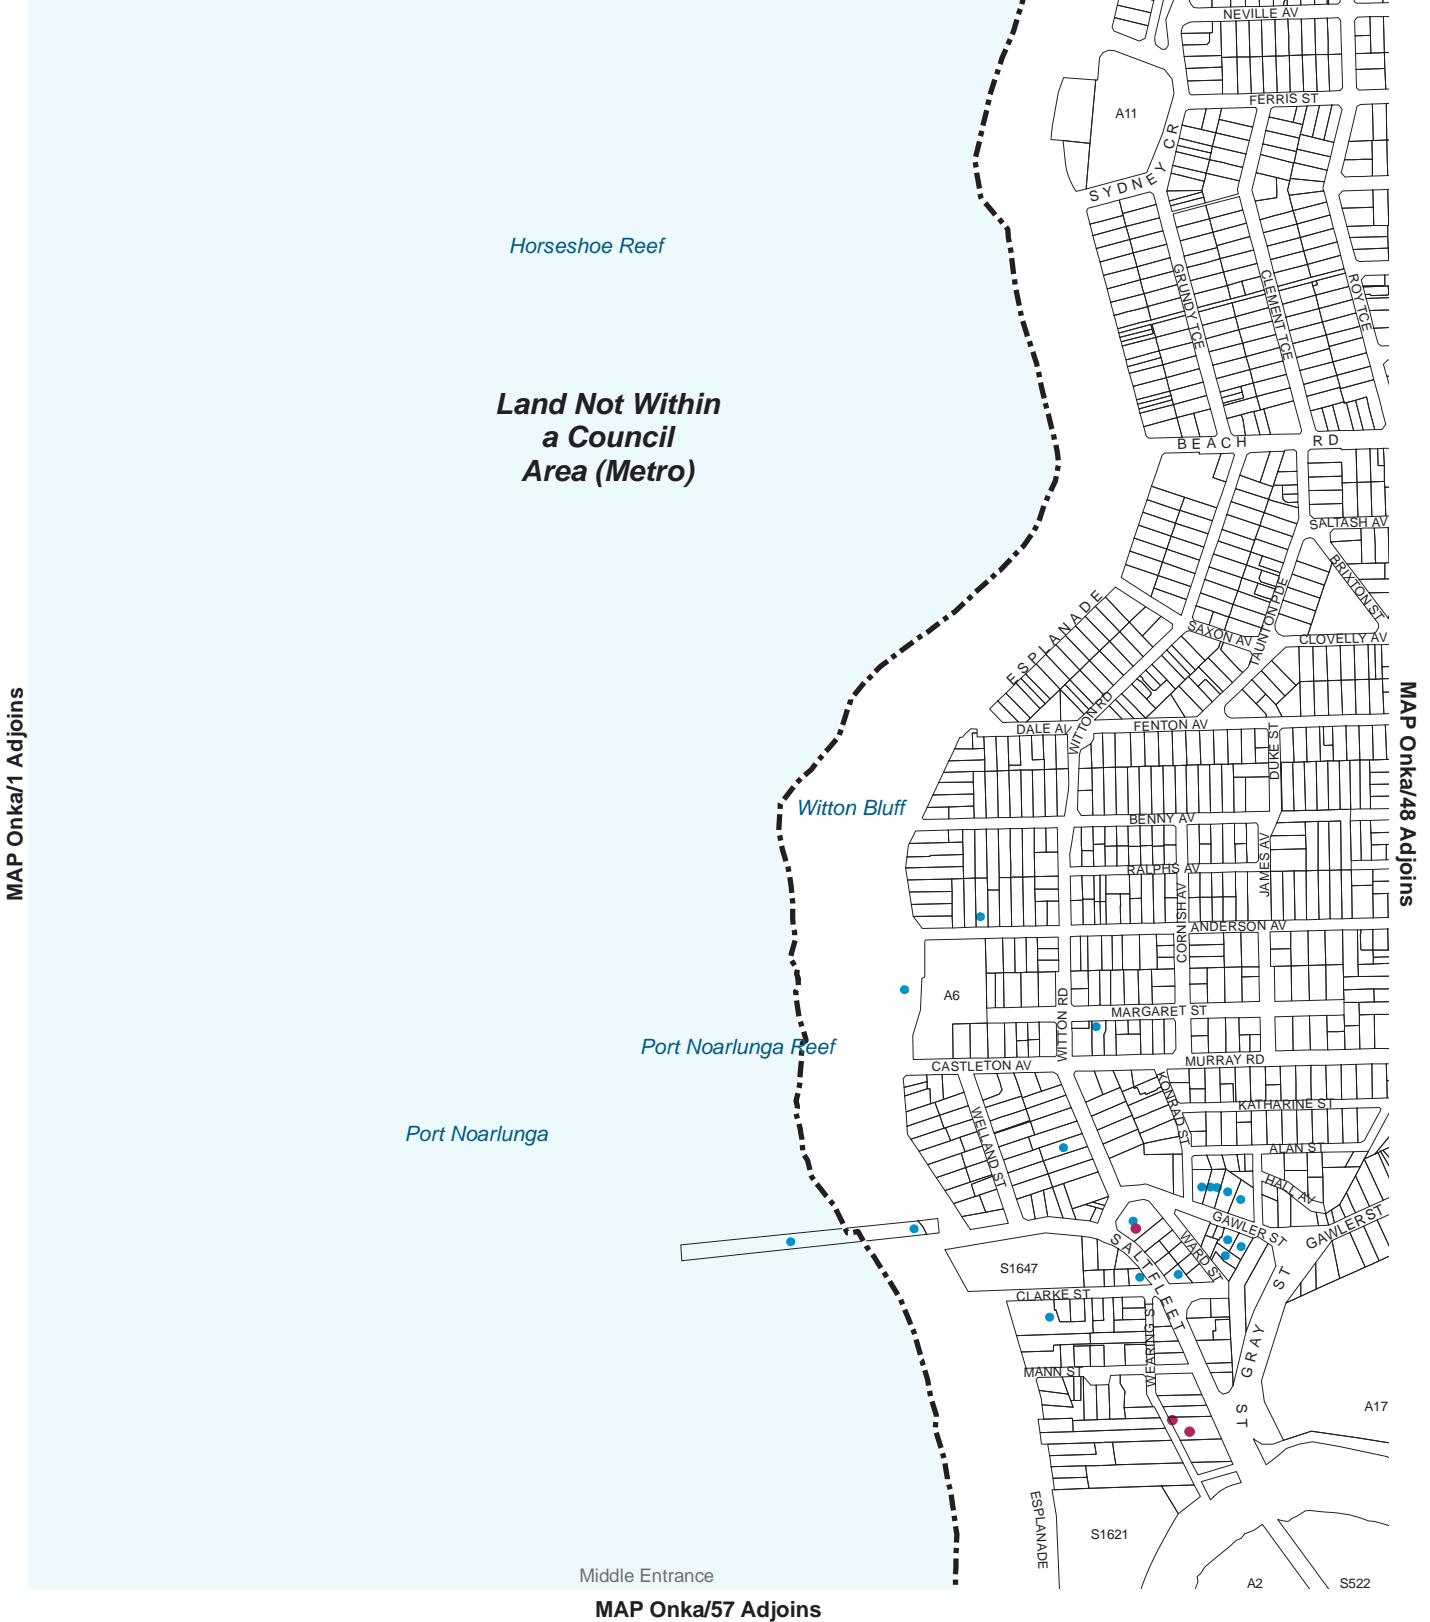 NEVILLE AV
FERRIS ST
A11
SYDNEY CR
Horseshoe Reef
GRUNDY TCE
CLEMENT TCE
ROY TCE
Land Not Within
a Council
Area (Metro)
BEACH RD
SALTASH AV
BRIXTON ST
TAUNTON PDE
ESPLANADE
SAXON AV
CLOVELLY AV
MAP Onka/1 Adjoins
MAP Onka/48 Adjoins
WITTON RD
DALE AV
FENTON AV
DUKE ST
Witton Bluff
BENNY AV
JAMES AV
RALPHS AV
CORNISH AV
ANDERSON AV
A6
WITTON RD
MARGARET ST
Port Noarlunga Reef
CASTLETON AV
MURRAY RD
KONRAD ST
KATHARINE ST
Port Noarlunga
WELLAND ST
ALAN ST
HALL AV
GAWLER ST
GAWLER ST
WARD ST
SALTFLEET ST
S1647
CLARKE ST
WEARING ST
GRAY ST
MANN ST
A17
ESPLANADE
S1621
Middle Entrance
A2
S522
MAP Onka/57 Adjoins